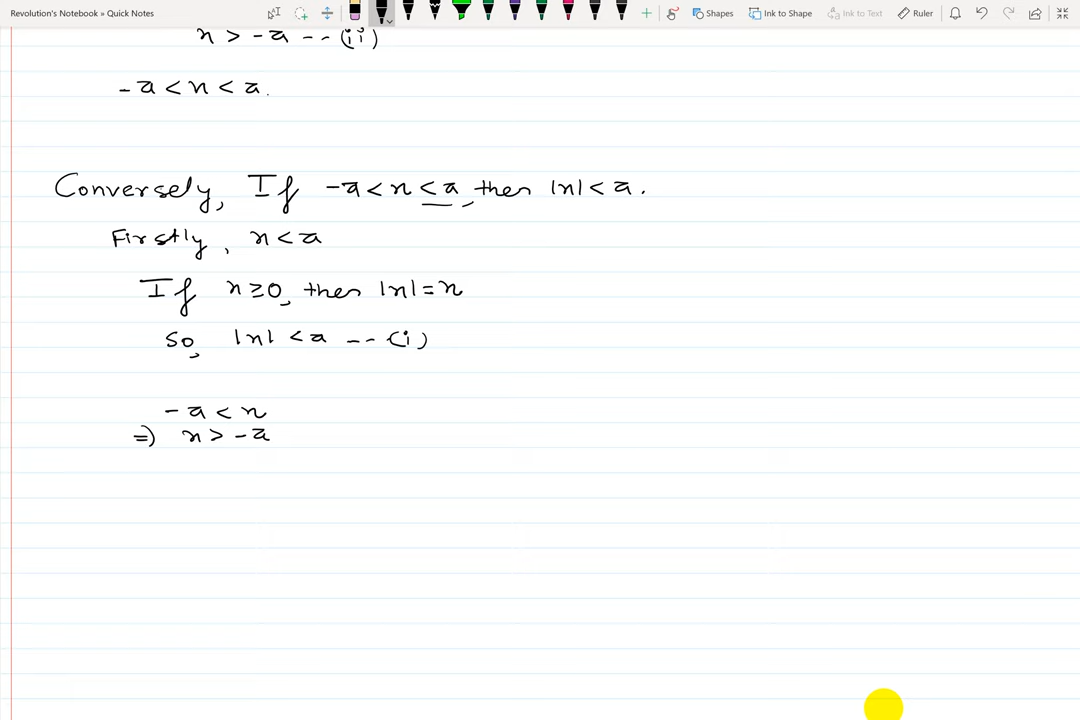 Revolution's Notebook » Quick Notes
Shapes
Ink to Shape
Ink to Text
Ruler
x > -a -- (ii)
-a < x < a.
Conversely, If -a < x < a, then |x| < a.
Firstly, x < a
If x ≥ 0, then |x| = x
So, |x| < a -- (i)
-a < x
⇒ x > -a